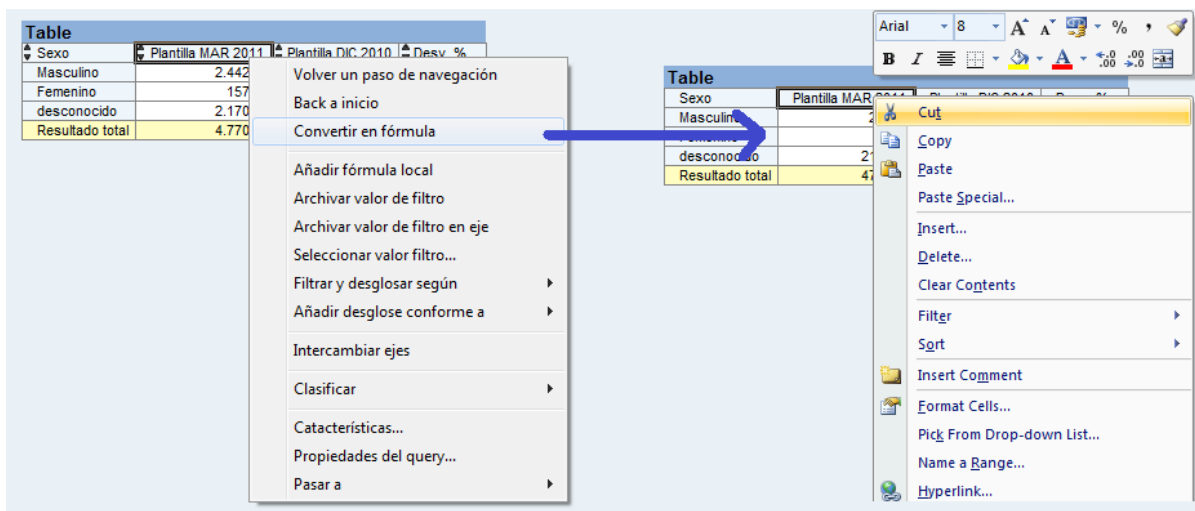 Table
Sexo Plantilla MAR 2011 Plantilla DIC 2010 Desv. %
Masculino 2.442
Femenino 157
desconocido 2.170
Resultado total 4.770
Volver un paso de navegación
Back a inicio
Convertir en fórmula
Añadir fórmula local
Archivar valor de filtro
Archivar valor de filtro en eje
Seleccionar valor filtro...
Filtrar y desglosar según
Añadir desglose conforme a
Intercambiar ejes
Clasificar
Catacterísticas...
Propiedades del query...
Pasar a
Arial 8 A A % ,
B I A .00 .0
Table
Sexo Plantilla MAR
Masculino
desconocido 21
Resultado total 47
Cut
Copy
Paste
Paste Special...
Insert...
Delete...
Clear Contents
Filter
Sort
Insert Comment
Format Cells...
Pick From Drop-down List...
Name a Range...
Hyperlink...